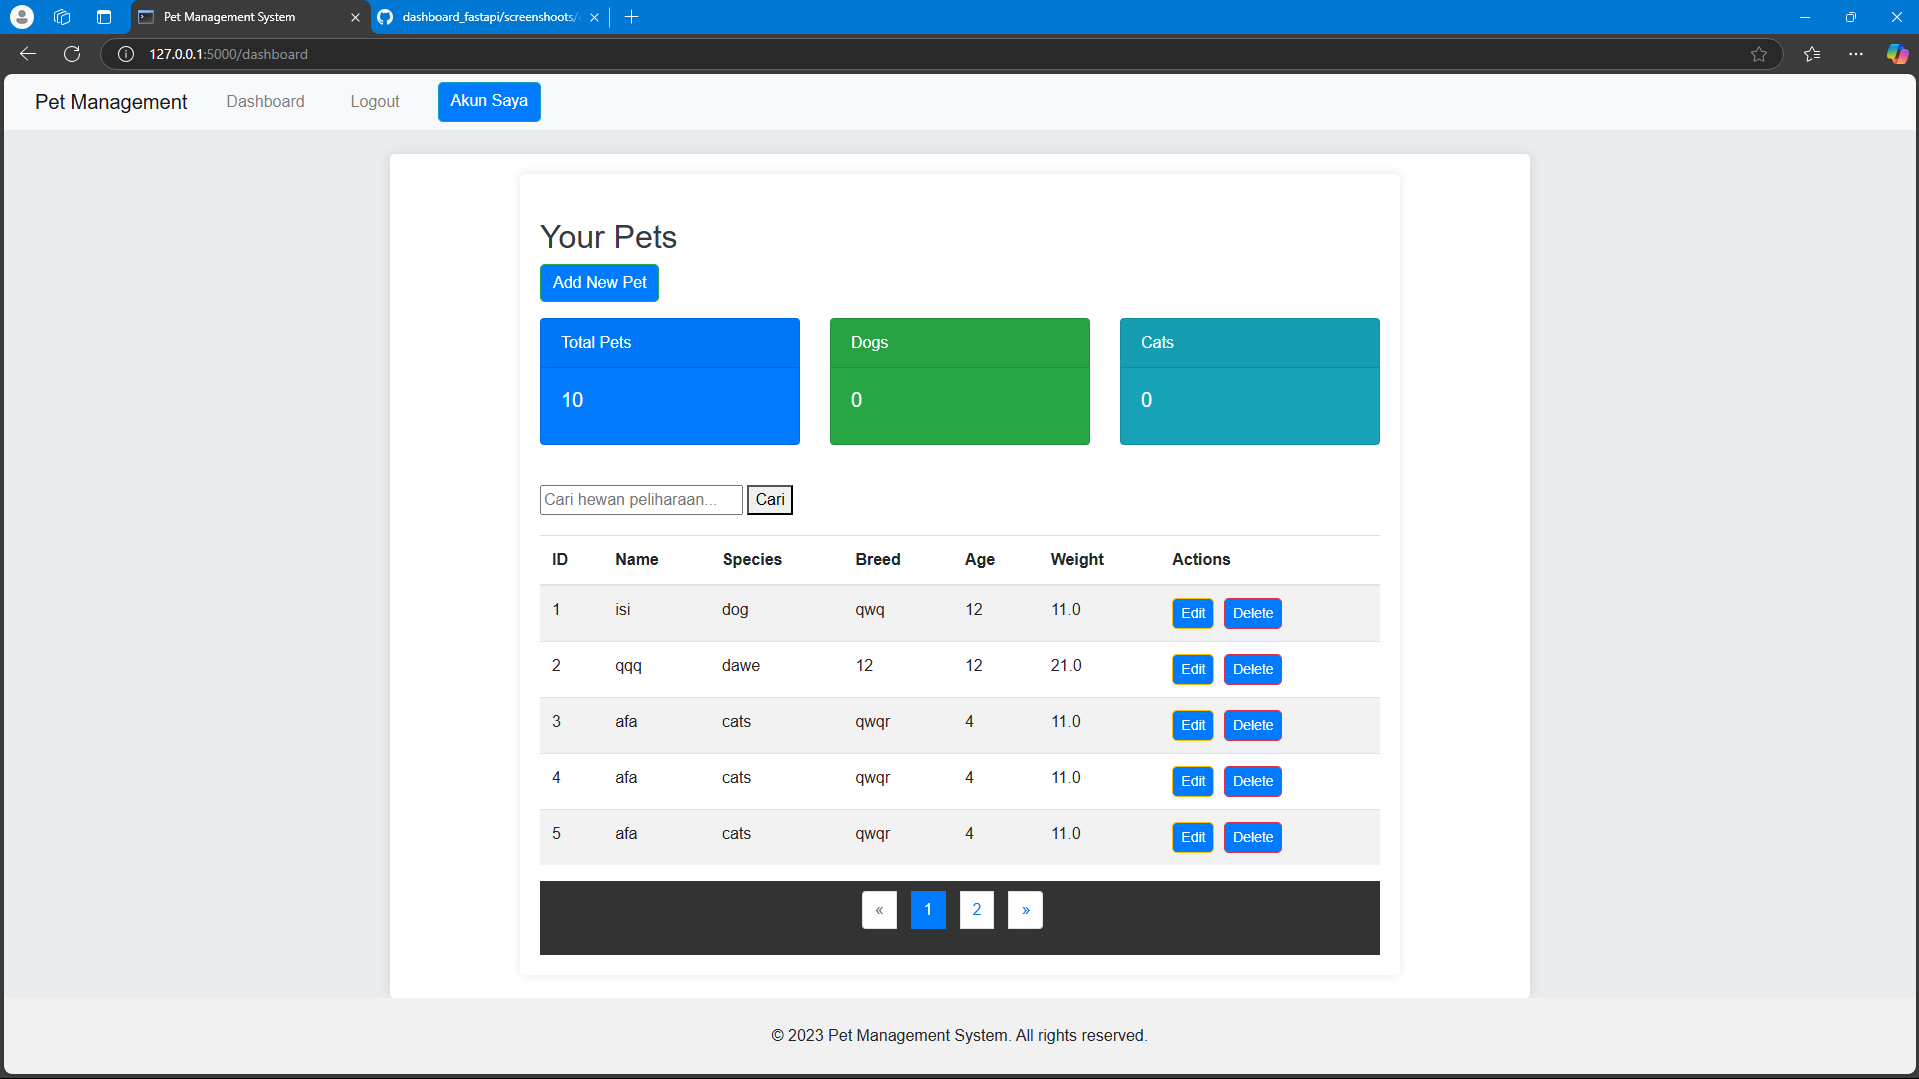 Pet Management System
dashboard_fastapi/screenshoots/
127.0.0.1:5000/dashboard
Pet Management Dashboard Logout Akun Saya
Your Pets
Add New Pet
Total Pets Dogs Cats
10 0 0
Cari hewan peliharaan... Cari
ID Name Species Breed Age Weight Actions
1 isi dog qwq 12 11.0 Edit Delete
2 qqq dawe 12 12 21.0 Edit Delete
3 afa cats qwqr 4 11.0 Edit Delete
4 afa cats qwqr 4 11.0 Edit Delete
5 afa cats qwqr 4 11.0 Edit Delete
« 1 2 »
© 2023 Pet Management System. All rights reserved.